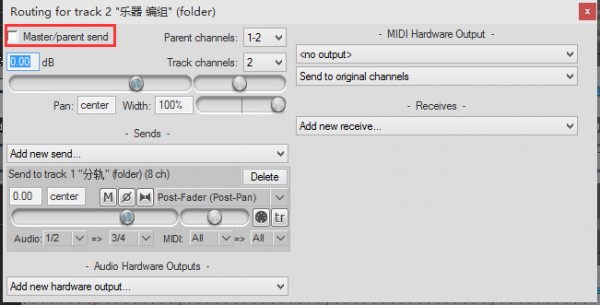 Routing for track 2 "乐器 编组" (folder)
Master/parent send
Parent channels: 1-2
0.00 dB
Track channels: 2
Pan: center Width: 100%
- Sends -
Add new send...
Send to track 1 "分轨" (folder) (8 ch)
Delete
0.00 center M Post-Fader (Post-Pan)
tr
Audio: 1/2 => 3/4 MIDI: All => All
- Audio Hardware Outputs -
Add new hardware output...
- MIDI Hardware Output -
<no output>
Send to original channels
- Receives -
Add new receive...